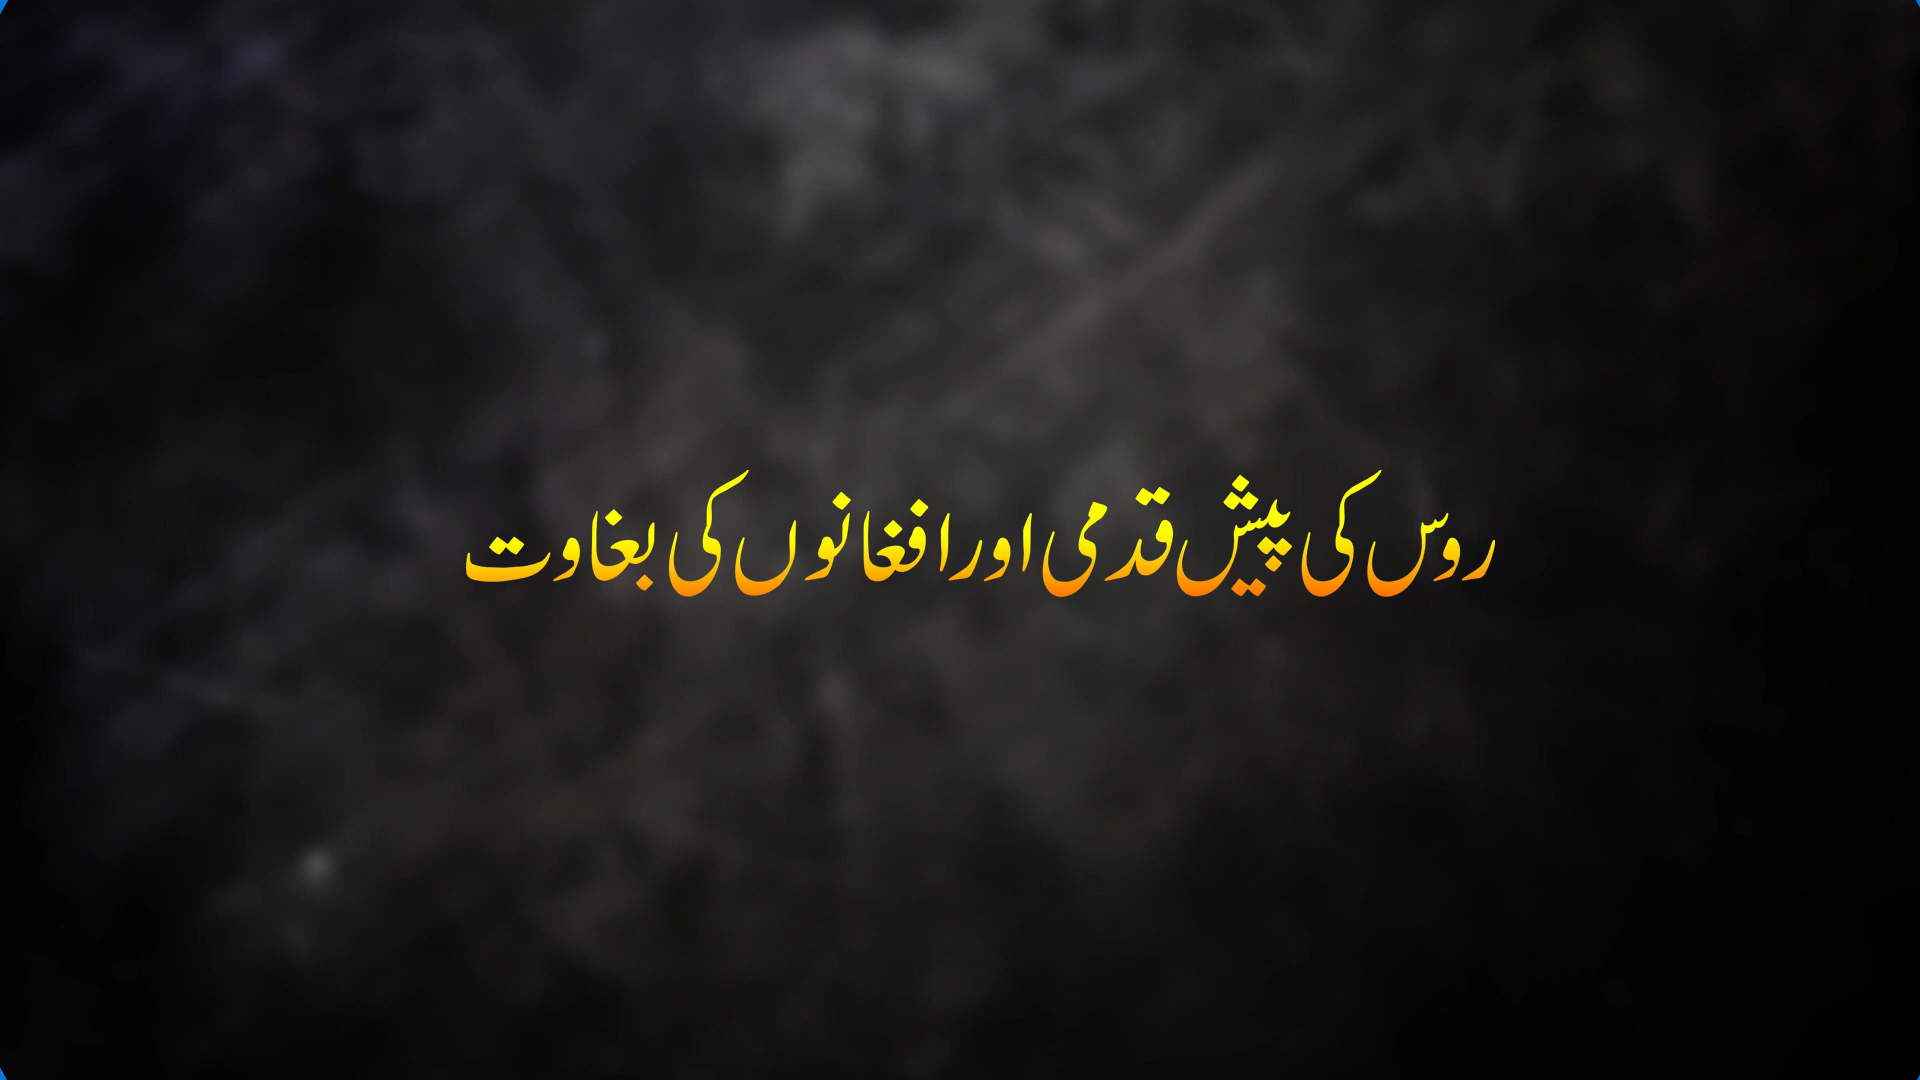 روس کی پیش قدمی اور افغانوں کی بغاوت